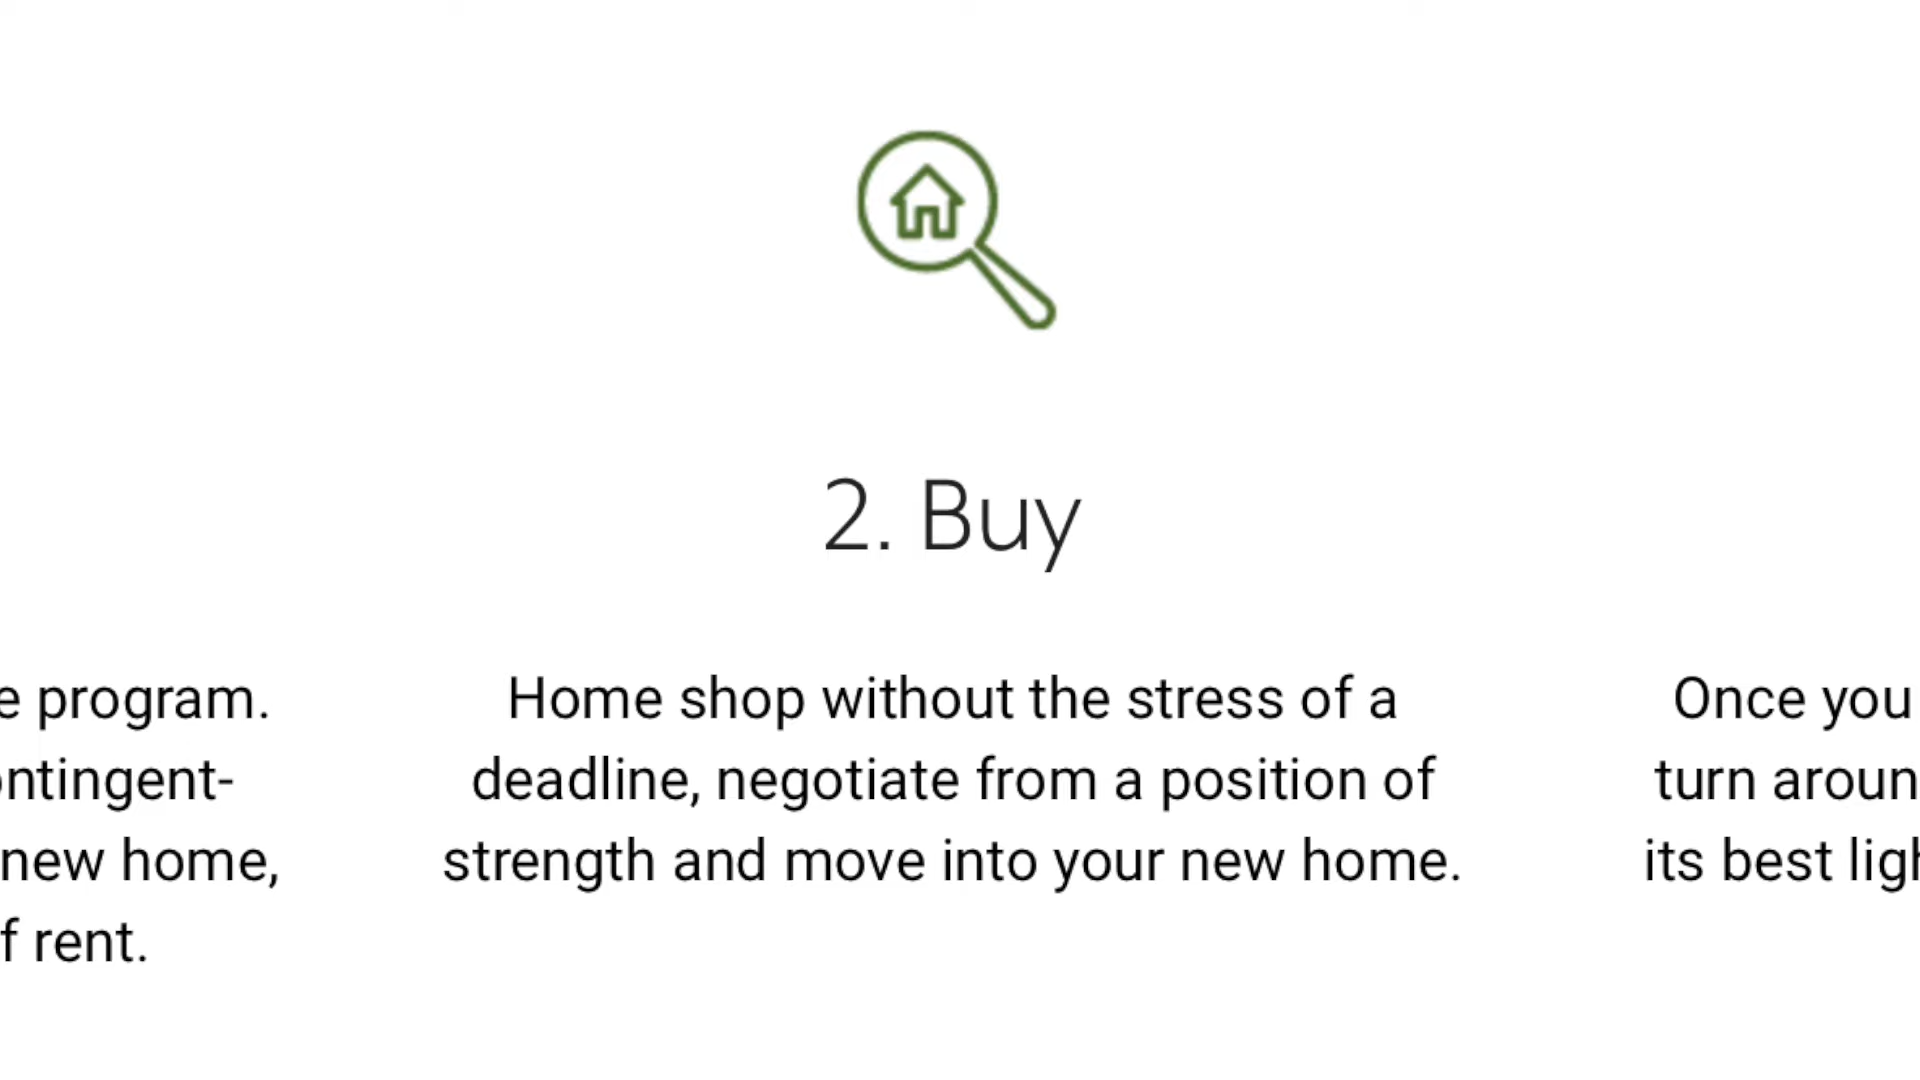 2. Buy
e program.
ontingent-
new home,
f rent.
Home shop without the stress of a
deadline, negotiate from a position of
strength and move into your new home.
Once you
turn aroun
its best ligh